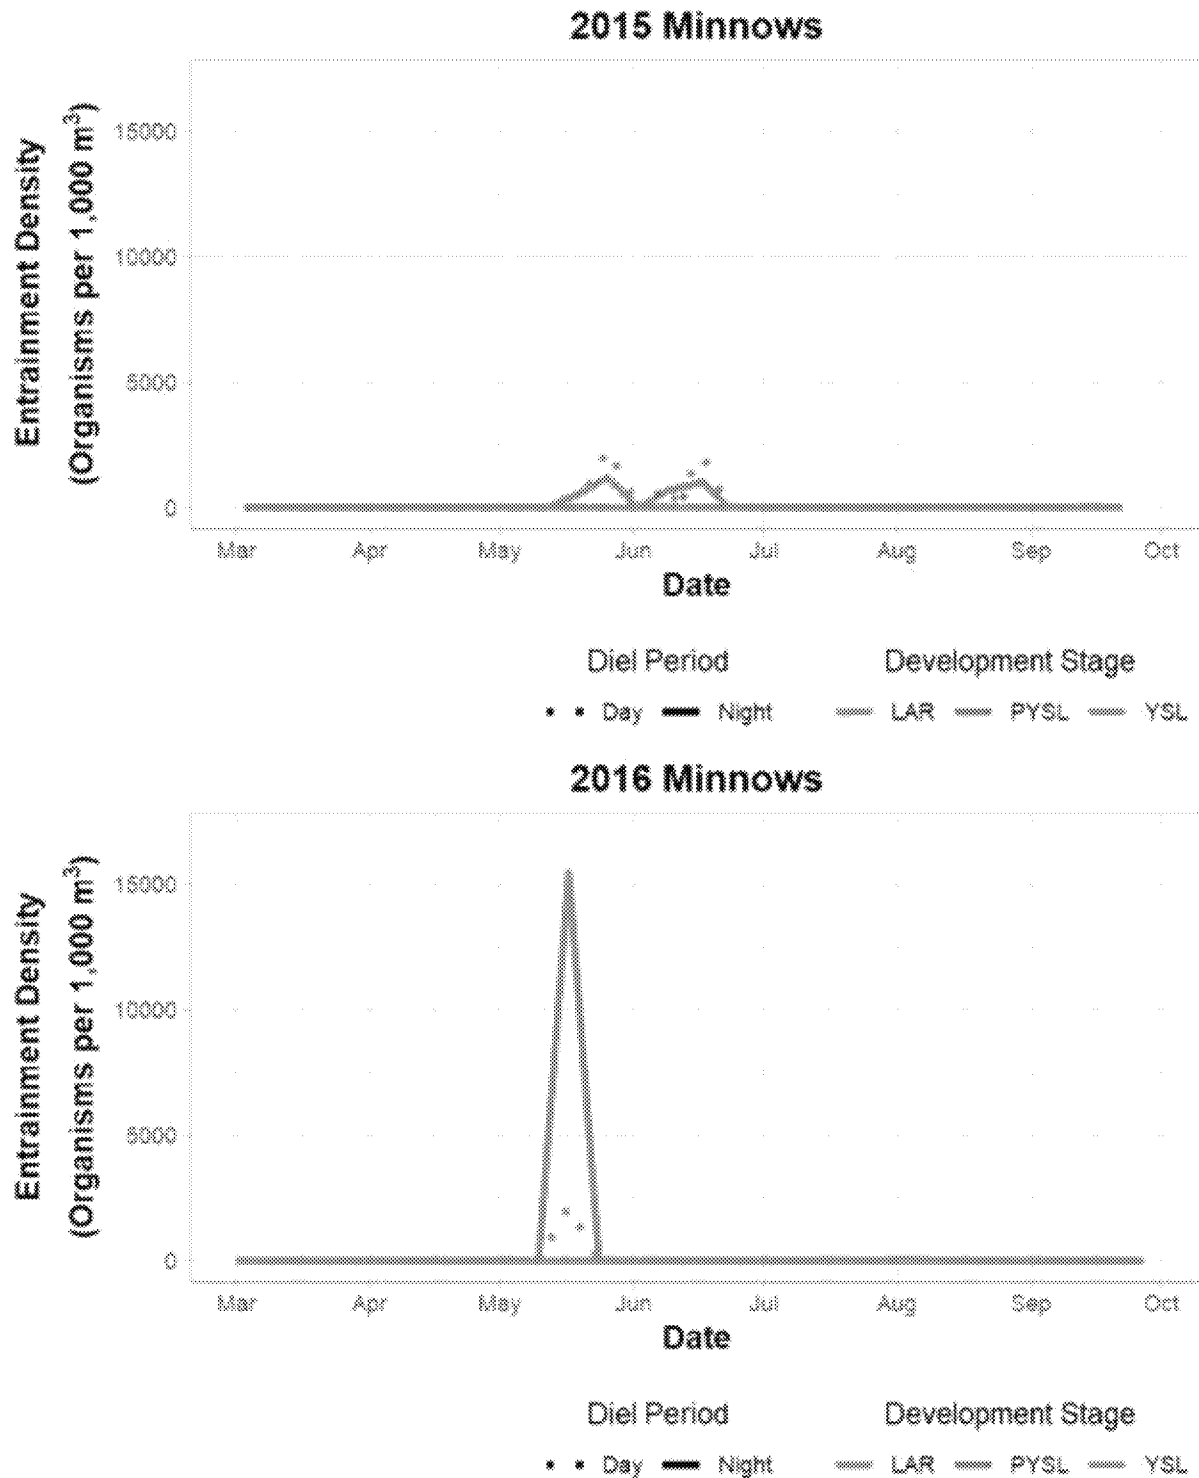 2015 Minnows
Entrainment Density
(Organisms per 1,000 m³)
15000
10000
5000
0
Mar Apr May Jun Jul Aug Sep Oct
Date
Diel Period Development Stage
Day Night LAR PYSL YSL
2016 Minnows
Entrainment Density
(Organisms per 1,000 m³)
15000
10000
5000
0
Mar Apr May Jun Jul Aug Sep Oct
Date
Diel Period Development Stage
Day Night LAR PYSL YSL